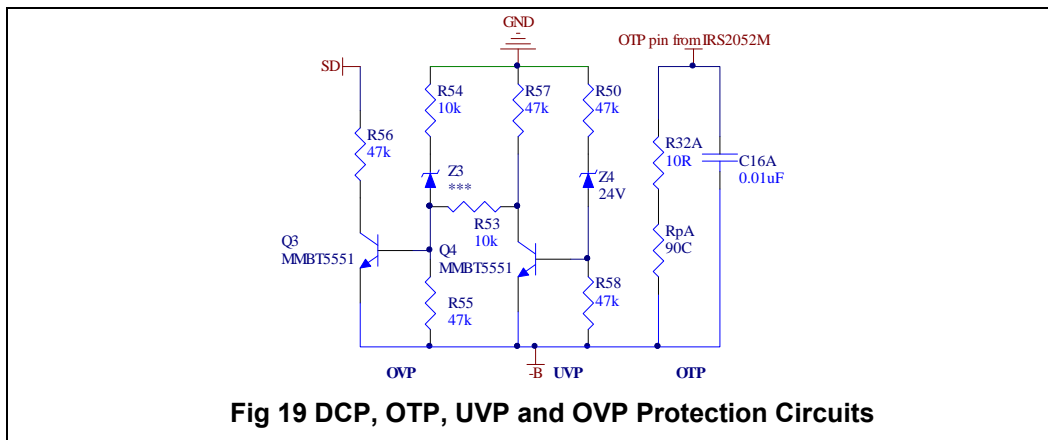 GND
OTP pin from IRS2052M
SD
R54
10k
R57
47k
R50
47k
R56
47k
R32A
10R
C16A
0.01uF
Z3
***
Z4
24V
R53
10k
RpA
90C
Q3
MMBT5551
Q4
MMBT5551
R55
47k
R58
47k
OVP
-B
UVP
OTP
Fig 19 DCP, OTP, UVP and OVP Protection Circuits